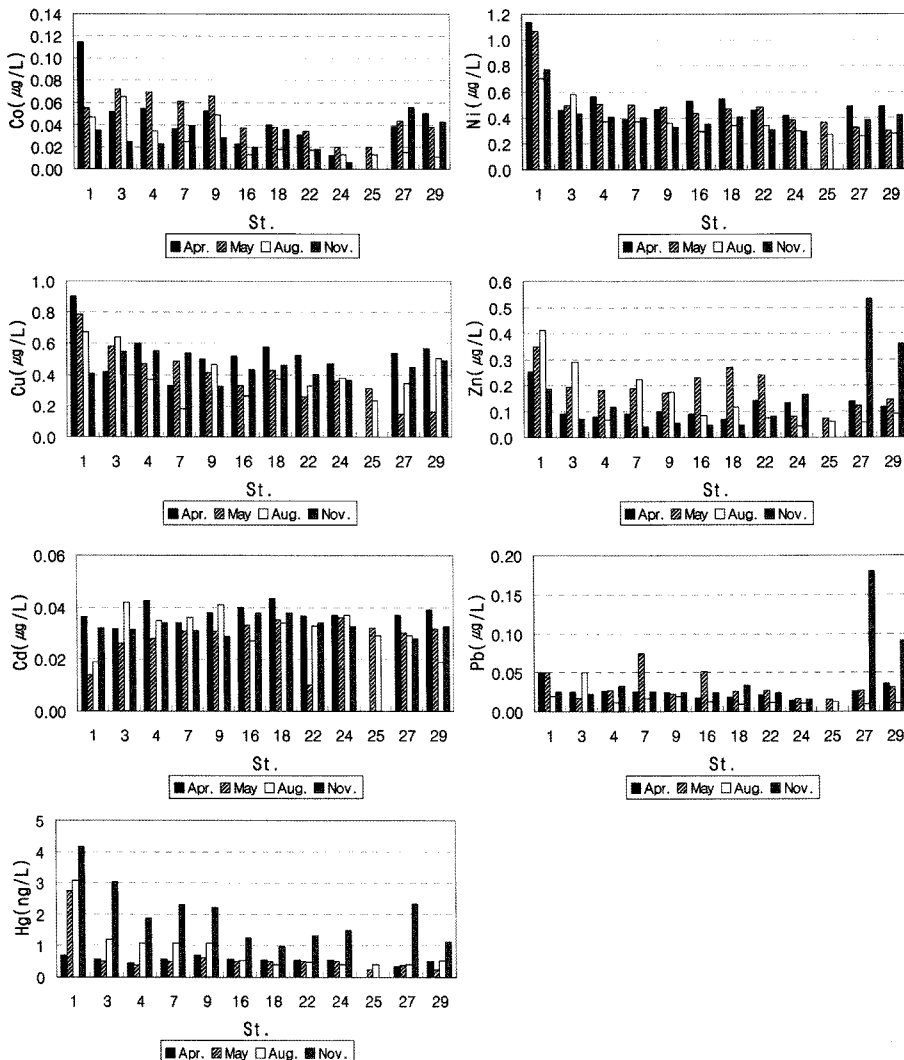 Co(μg/L)
0.14
0.12
0.10
0.08
0.06
0.04
0.02
0.00
1 3 4 7 9 16 18 22 24 25 27 29
St.
Apr. May Aug. Nov.
Ni(μg/L)
1.2
1.0
0.8
0.6
0.4
0.2
0.0
1 3 4 7 9 16 18 22 24 25 27 29
St.
Apr. May Aug. Nov.
Cu(μg/L)
1.0
0.8
0.6
0.4
0.2
0.0
1 3 4 7 9 16 18 22 24 25 27 29
St.
Apr. May Aug. Nov.
Zn(μg/L)
0.6
0.5
0.4
0.3
0.2
0.1
0.0
1 3 4 7 9 16 18 22 24 25 27 29
St.
Apr. May Aug. Nov.
Cd(μg/L)
0.06
0.04
0.02
0.00
1 3 4 7 9 16 18 22 24 25 27 29
St.
Apr. May Aug. Nov.
Pb(μg/L)
0.20
0.15
0.10
0.05
0.00
1 3 4 7 9 16 18 22 24 25 27 29
St.
Apr. May Aug. Nov.
Hg(ng/L)
5
4
3
2
1
0
1 3 4 7 9 16 18 22 24 25 27 29
St.
Apr. May Aug. Nov.